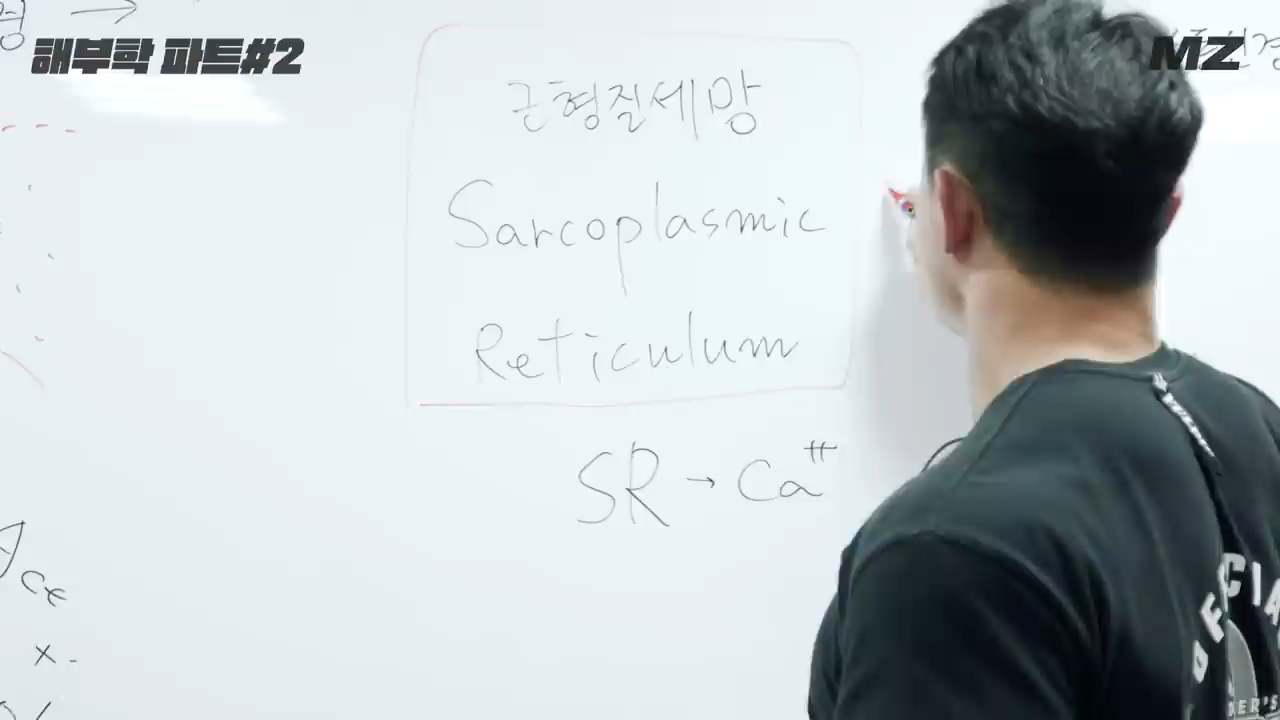 해부학 파트#2
MZ
근형질세망
Sarcoplasmic
Reticulum
SR → Ca⁺⁺